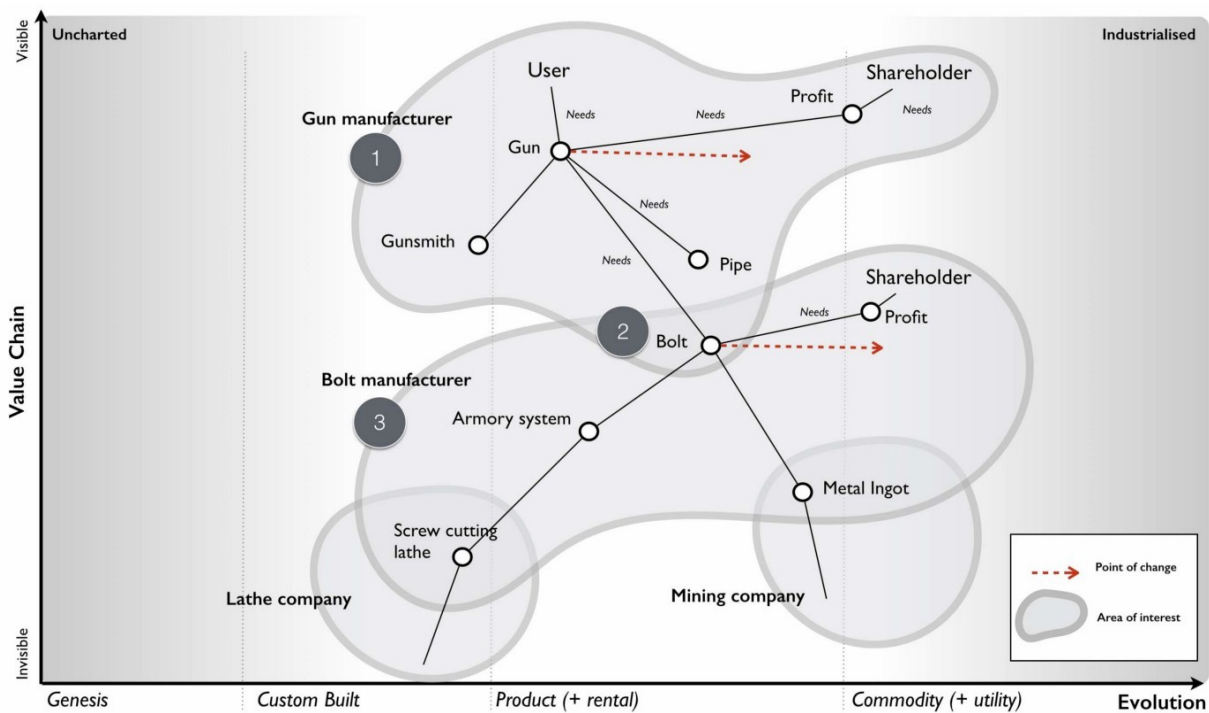 Visible
Uncharted
Industrialised
User
Shareholder
Profit
Needs
Needs
Needs
Gun manufacturer
1
Gun
Needs
Gunsmith
Pipe
Needs
Shareholder
2
Needs
Profit
Bolt
Value Chain
Bolt manufacturer
3
Armory system
Metal Ingot
Screw cutting
lathe
Point of change
Lathe company
Mining company
Area of interest
Invisible
Genesis
Custom Built
Product (+ rental)
Commodity (+ utility)
Evolution